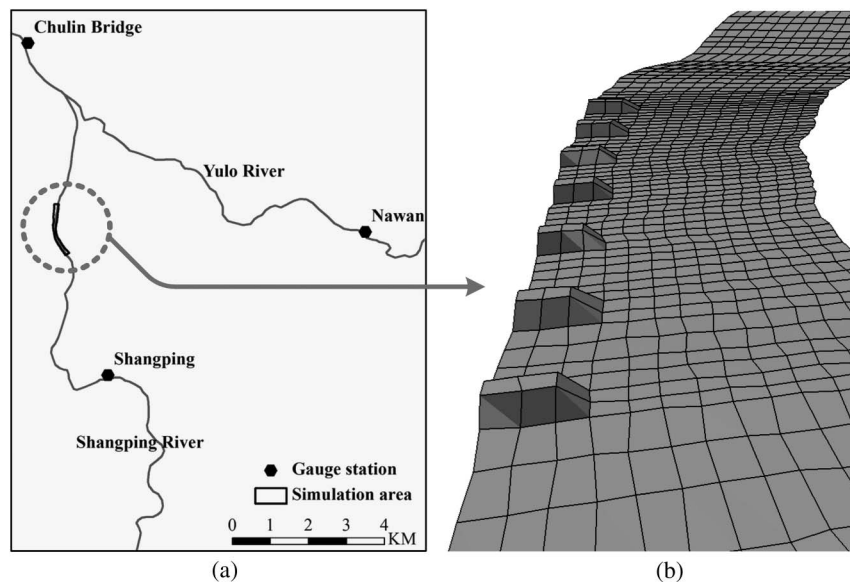 Chulin Bridge
Yulo River
Nawan
Shangping
Shangping River
Gauge station
Simulation area
0 1 2 3 4
KM
(a) (b)